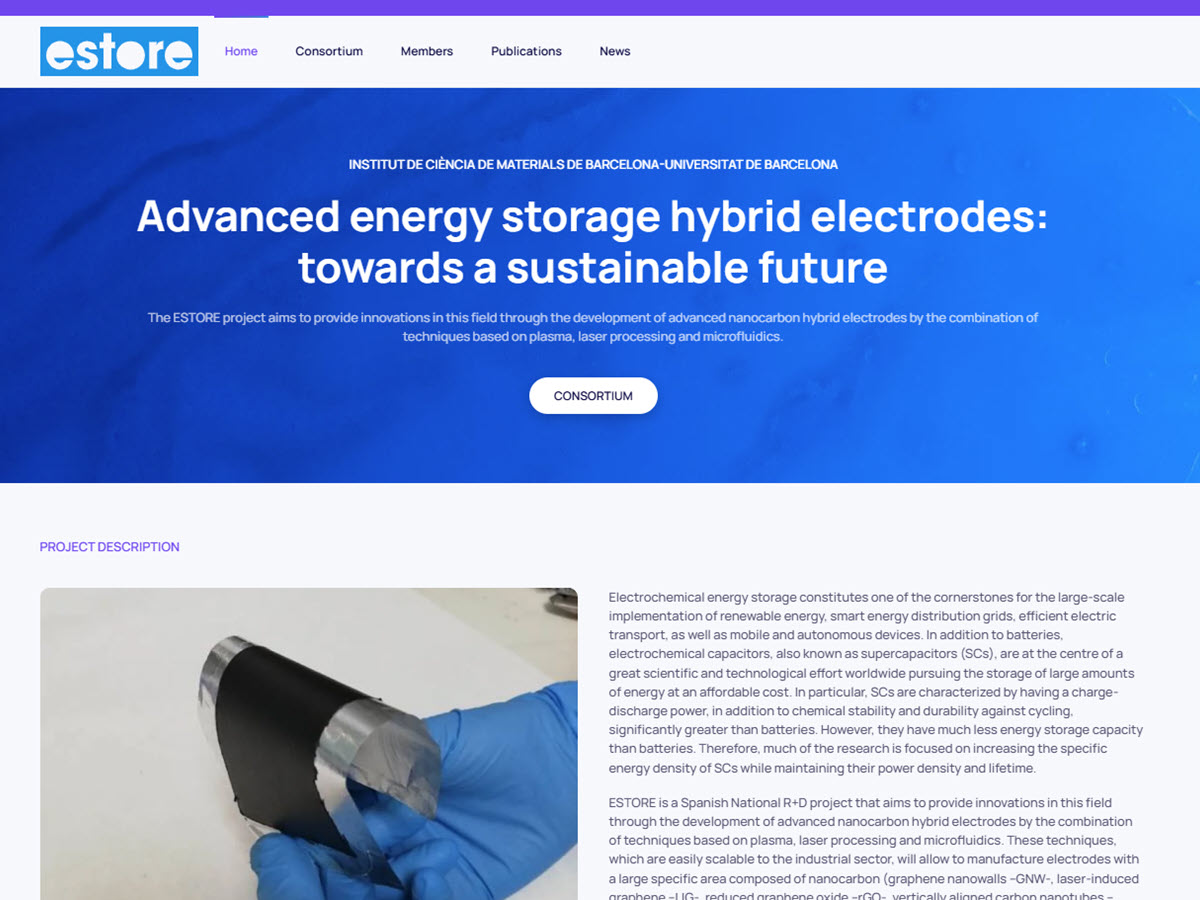 estore
Home
Consortium
Members
Publications
News
INSTITUT DE CIÈNCIA DE MATERIALS DE BARCELONA-UNIVERSITAT DE BARCELONA
Advanced energy storage hybrid electrodes:
towards a sustainable future
The ESTORE project aims to provide innovations in this field through the development of advanced nanocarbon hybrid electrodes by the combination of
techniques based on plasma, laser processing and microfluidics.
CONSORTIUM
PROJECT DESCRIPTION
Electrochemical energy storage constitutes one of the cornerstones for the large-scale
implementation of renewable energy, smart energy distribution grids, efficient electric
transport, as well as mobile and autonomous devices. In addition to batteries,
electrochemical capacitors, also known as supercapacitors (SCs), are at the centre of a
great scientific and technological effort worldwide pursuing the storage of large amounts
of energy at an affordable cost. In particular, SCs are characterized by having a charge-
discharge power, in addition to chemical stability and durability against cycling,
significantly greater than batteries. However, they have much less energy storage capacity
than batteries. Therefore, much of the research is focused on increasing the specific
energy density of SCs while maintaining their power density and lifetime.
ESTORE is a Spanish National R+D project that aims to provide innovations in this field
through the development of advanced nanocarbon hybrid electrodes by the combination
of techniques based on plasma, laser processing and microfluidics. These techniques,
which are easily scalable to the industrial sector, will allow to manufacture electrodes with
a large specific area composed of nanocarbon (graphene nanowalls –GNW-, laser-induced
graphene –LIG-, reduced graphene oxide –rGO-, vertically aligned carbon nanotubes –